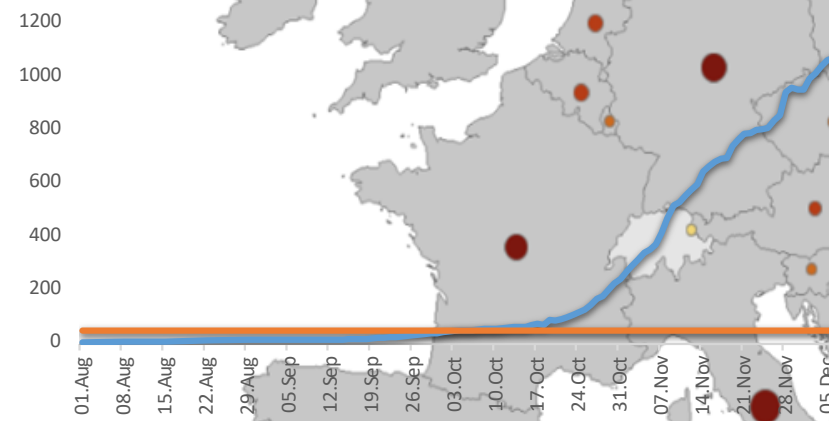 1200
1000
800
600
400
200
0
01.Aug
08.Aug
15.Aug
22.Aug
29.Aug
05.Sep
12.Sep
19.Sep
26.Sep
03.Oct
10.Oct
17.Oct
24.Oct
31.Oct
07.Nov
14.Nov
21.Nov
28.Nov
05.Dec